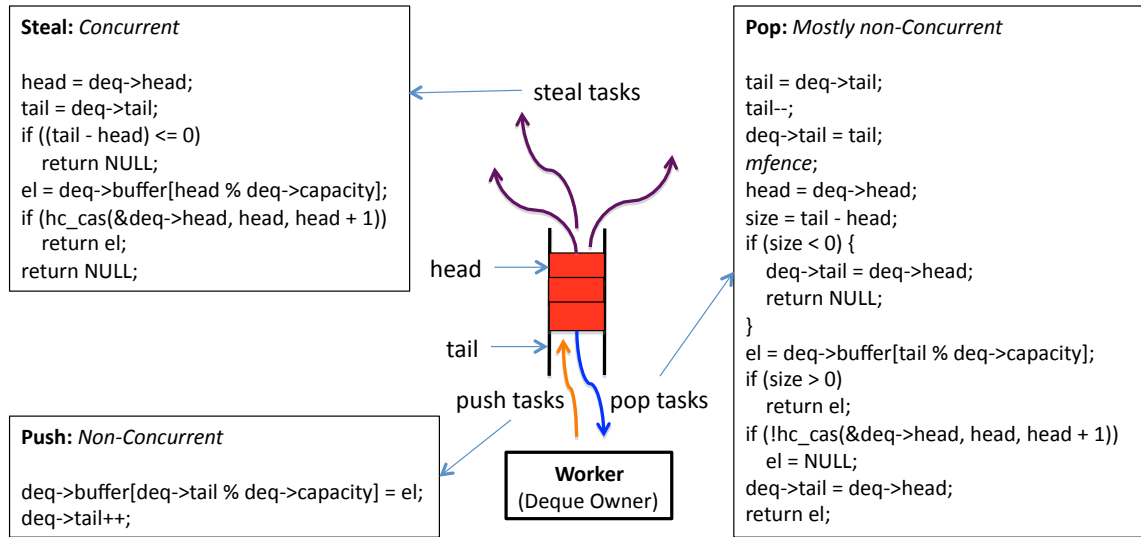 Steal: Concurrent
head = deq->head;
tail = deq->tail;
if ((tail - head) <= 0)
return NULL;
el = deq->buffer[head % deq->capacity];
if (hc_cas(&deq->head, head, head + 1))
return el;
return NULL;
steal tasks
head
tail
push tasks
pop tasks
Worker
(Deque Owner)
Push: Non-Concurrent
deq->buffer[deq->tail % deq->capacity] = el;
deq->tail++;
Pop: Mostly non-Concurrent
tail = deq->tail;
tail--;
deq->tail = tail;
mfence;
head = deq->head;
size = tail - head;
if (size < 0) {
deq->tail = deq->head;
return NULL;
}
el = deq->buffer[tail % deq->capacity];
if (size > 0)
return el;
if (!hc_cas(&deq->head, head, head + 1))
el = NULL;
deq->tail = deq->head;
return el;